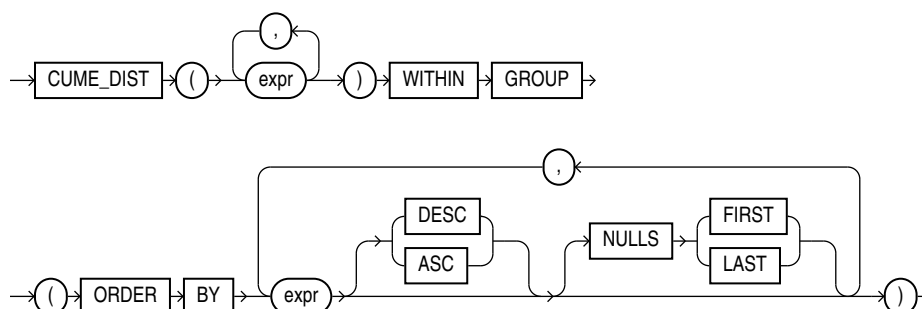 ,
CUME_DIST ( expr ) WITHIN GROUP
,
DESC FIRST
NULLS
ASC LAST
( ORDER BY expr )